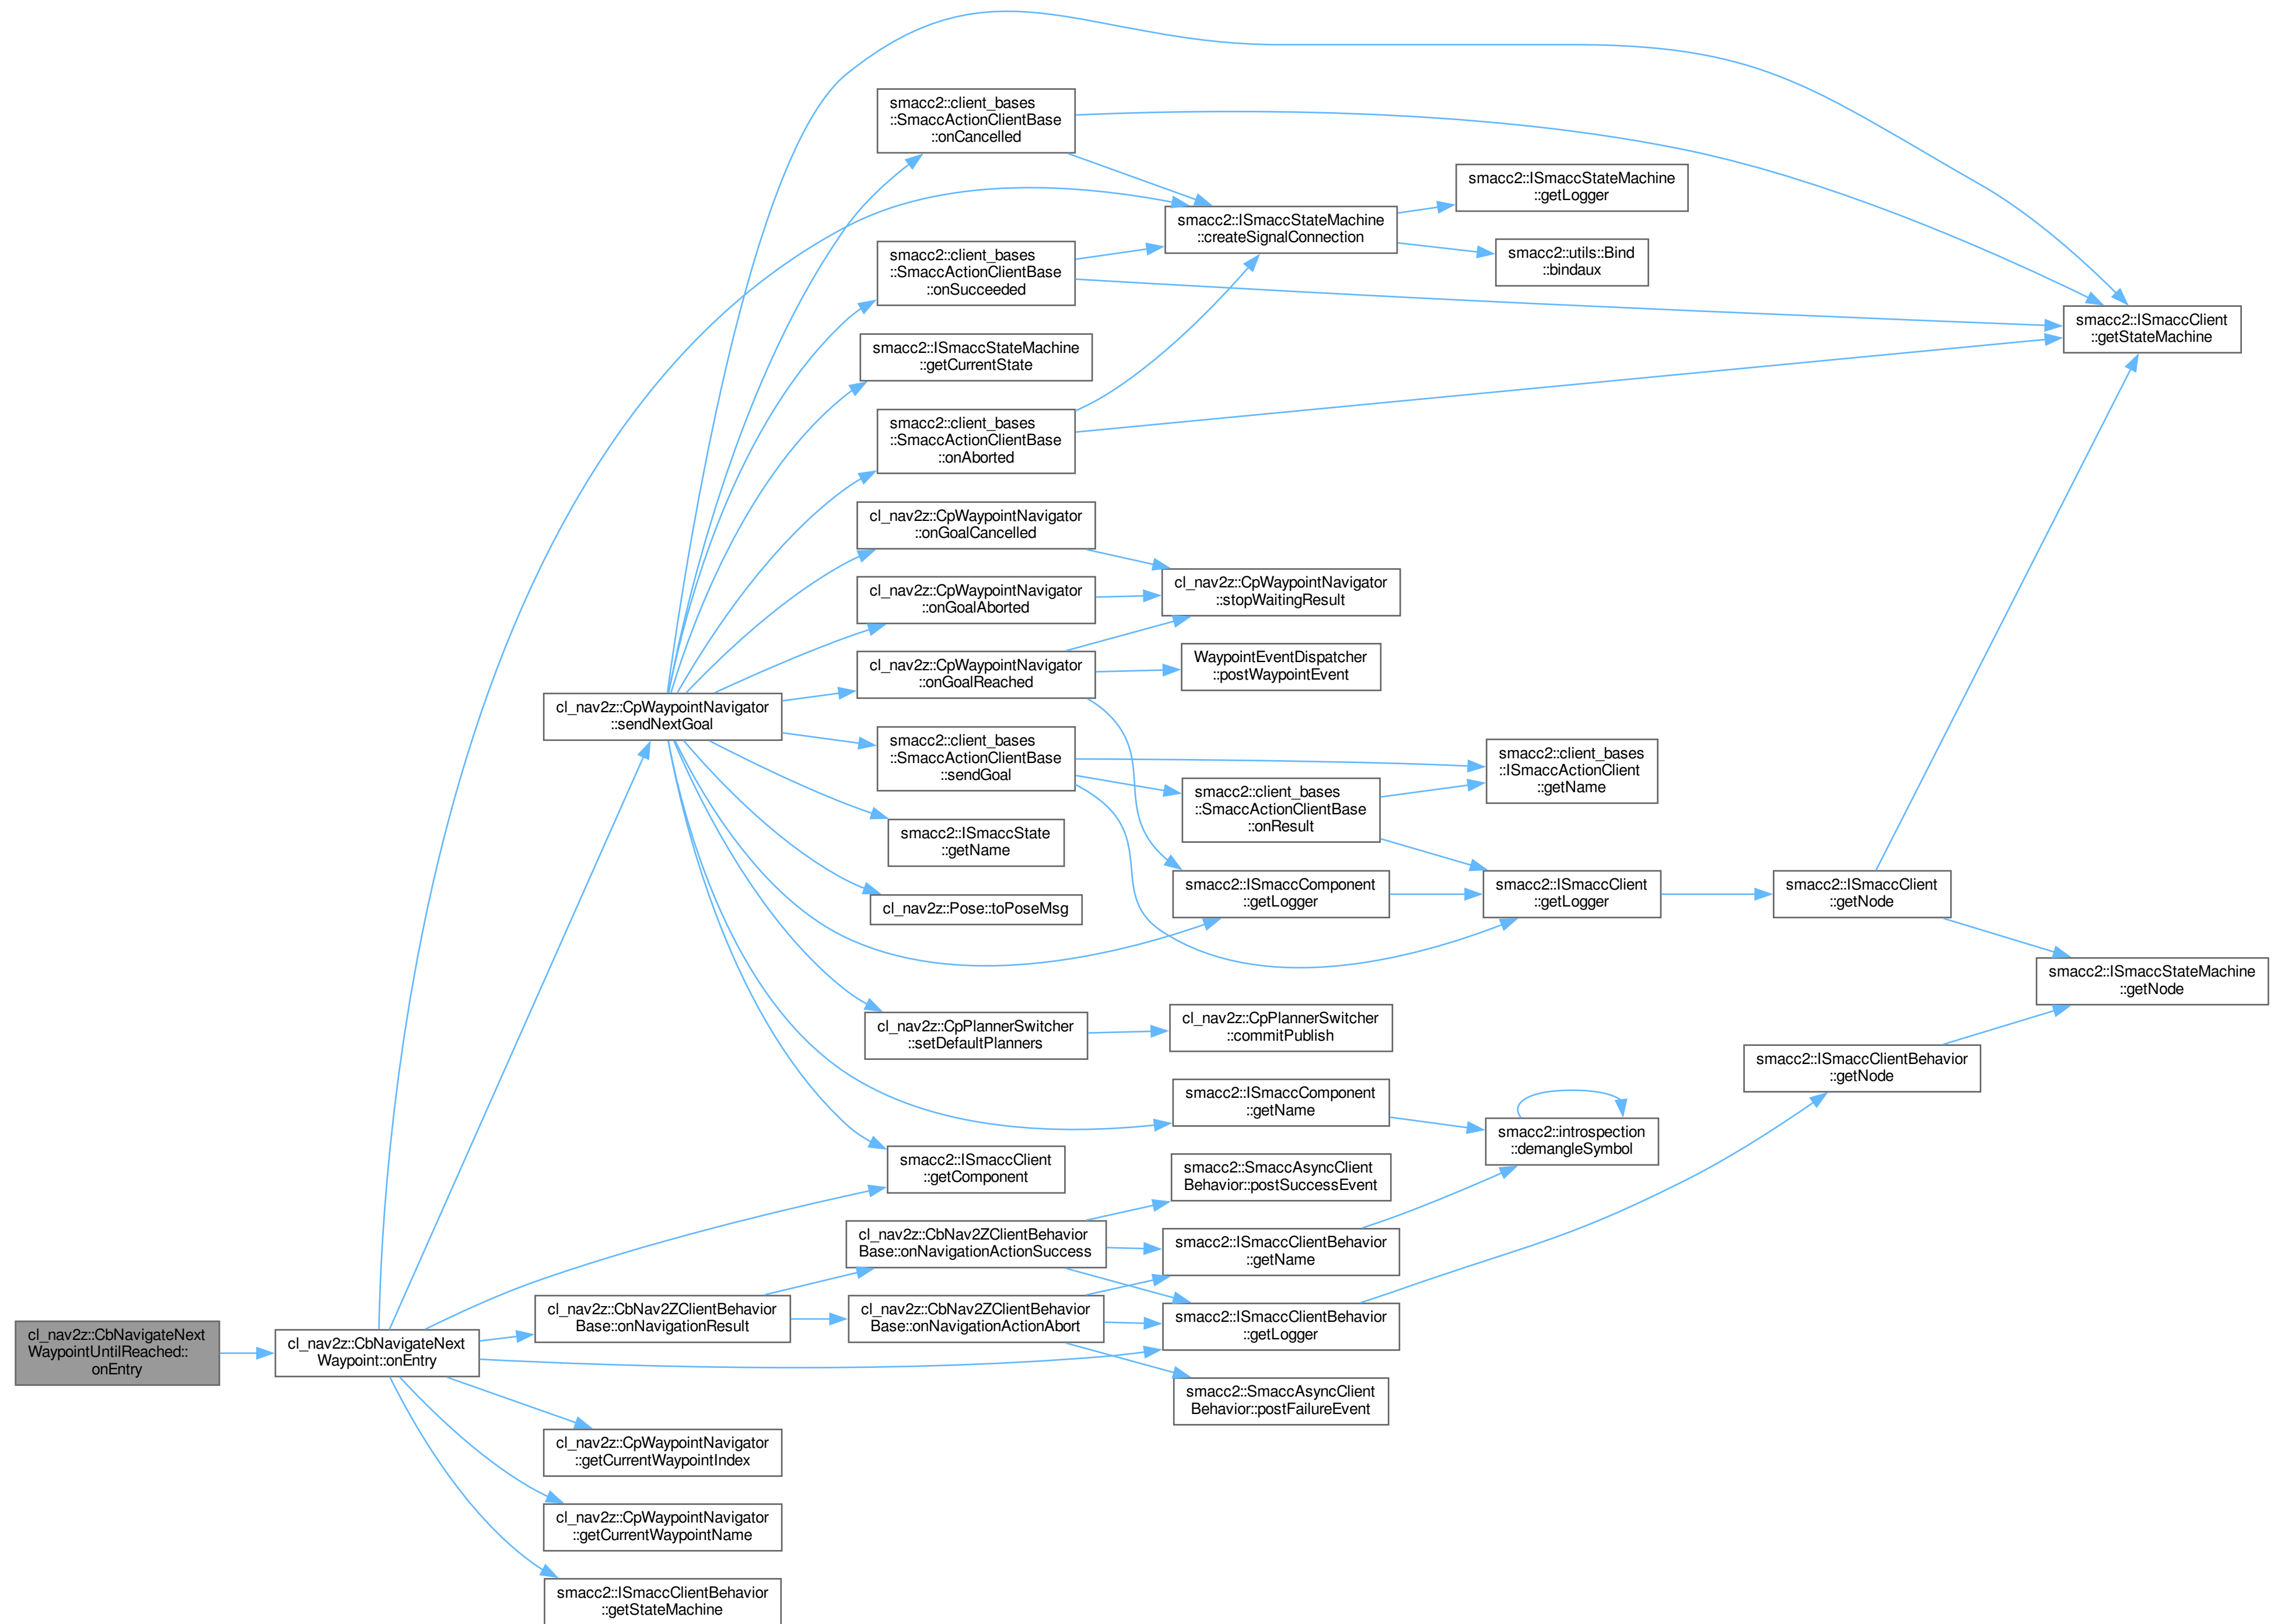 smacc2::client_bases
::SmaccActionClientBase
::onCancelled
smacc2::ISmaccStateMachine
::getLogger
smacc2::ISmaccStateMachine
::createSignalConnection
smacc2::client_bases
::SmaccActionClientBase
::onSucceeded
smacc2::utils::Bind
::bindaux
smacc2::ISmaccClient
::getStateMachine
smacc2::ISmaccStateMachine
::getCurrentState
smacc2::client_bases
::SmaccActionClientBase
::onAborted
cl_nav2z::CpWaypointNavigator
::onGoalCancelled
cl_nav2z::CpWaypointNavigator
::onGoalAborted
cl_nav2z::CpWaypointNavigator
::stopWaitingResult
cl_nav2z::CpWaypointNavigator
::onGoalReached
WaypointEventDispatcher
::postWaypointEvent
cl_nav2z::CpWaypointNavigator
::sendNextGoal
smacc2::client_bases
::SmaccActionClientBase
::sendGoal
smacc2::client_bases
::ISmaccActionClient
::getName
smacc2::client_bases
::SmaccActionClientBase
::onResult
smacc2::ISmaccState
::getName
cl_nav2z::Pose::toPoseMsg
smacc2::ISmaccComponent
::getLogger
smacc2::ISmaccClient
::getLogger
smacc2::ISmaccClient
::getNode
smacc2::ISmaccStateMachine
::getNode
cl_nav2z::CpPlannerSwitcher
::setDefaultPlanners
cl_nav2z::CpPlannerSwitcher
::commitPublish
smacc2::ISmaccClientBehavior
::getNode
smacc2::ISmaccComponent
::getName
smacc2::introspection
::demangleSymbol
smacc2::ISmaccClient
::getComponent
smacc2::SmaccAsyncClient
Behavior::postSuccessEvent
cl_nav2z::CbNav2ZClientBehavior
Base::onNavigationActionSuccess
smacc2::ISmaccClientBehavior
::getName
cl_nav2z::CbNav2ZClientBehavior
Base::onNavigationResult
cl_nav2z::CbNav2ZClientBehavior
Base::onNavigationActionAbort
smacc2::ISmaccClientBehavior
::getLogger
cl_nav2z::CbNavigateNext
WaypointUntilReached::
onEntry
cl_nav2z::CbNavigateNext
Waypoint::onEntry
smacc2::SmaccAsyncClient
Behavior::postFailureEvent
cl_nav2z::CpWaypointNavigator
::getCurrentWaypointIndex
cl_nav2z::CpWaypointNavigator
::getCurrentWaypointName
smacc2::ISmaccClientBehavior
::getStateMachine